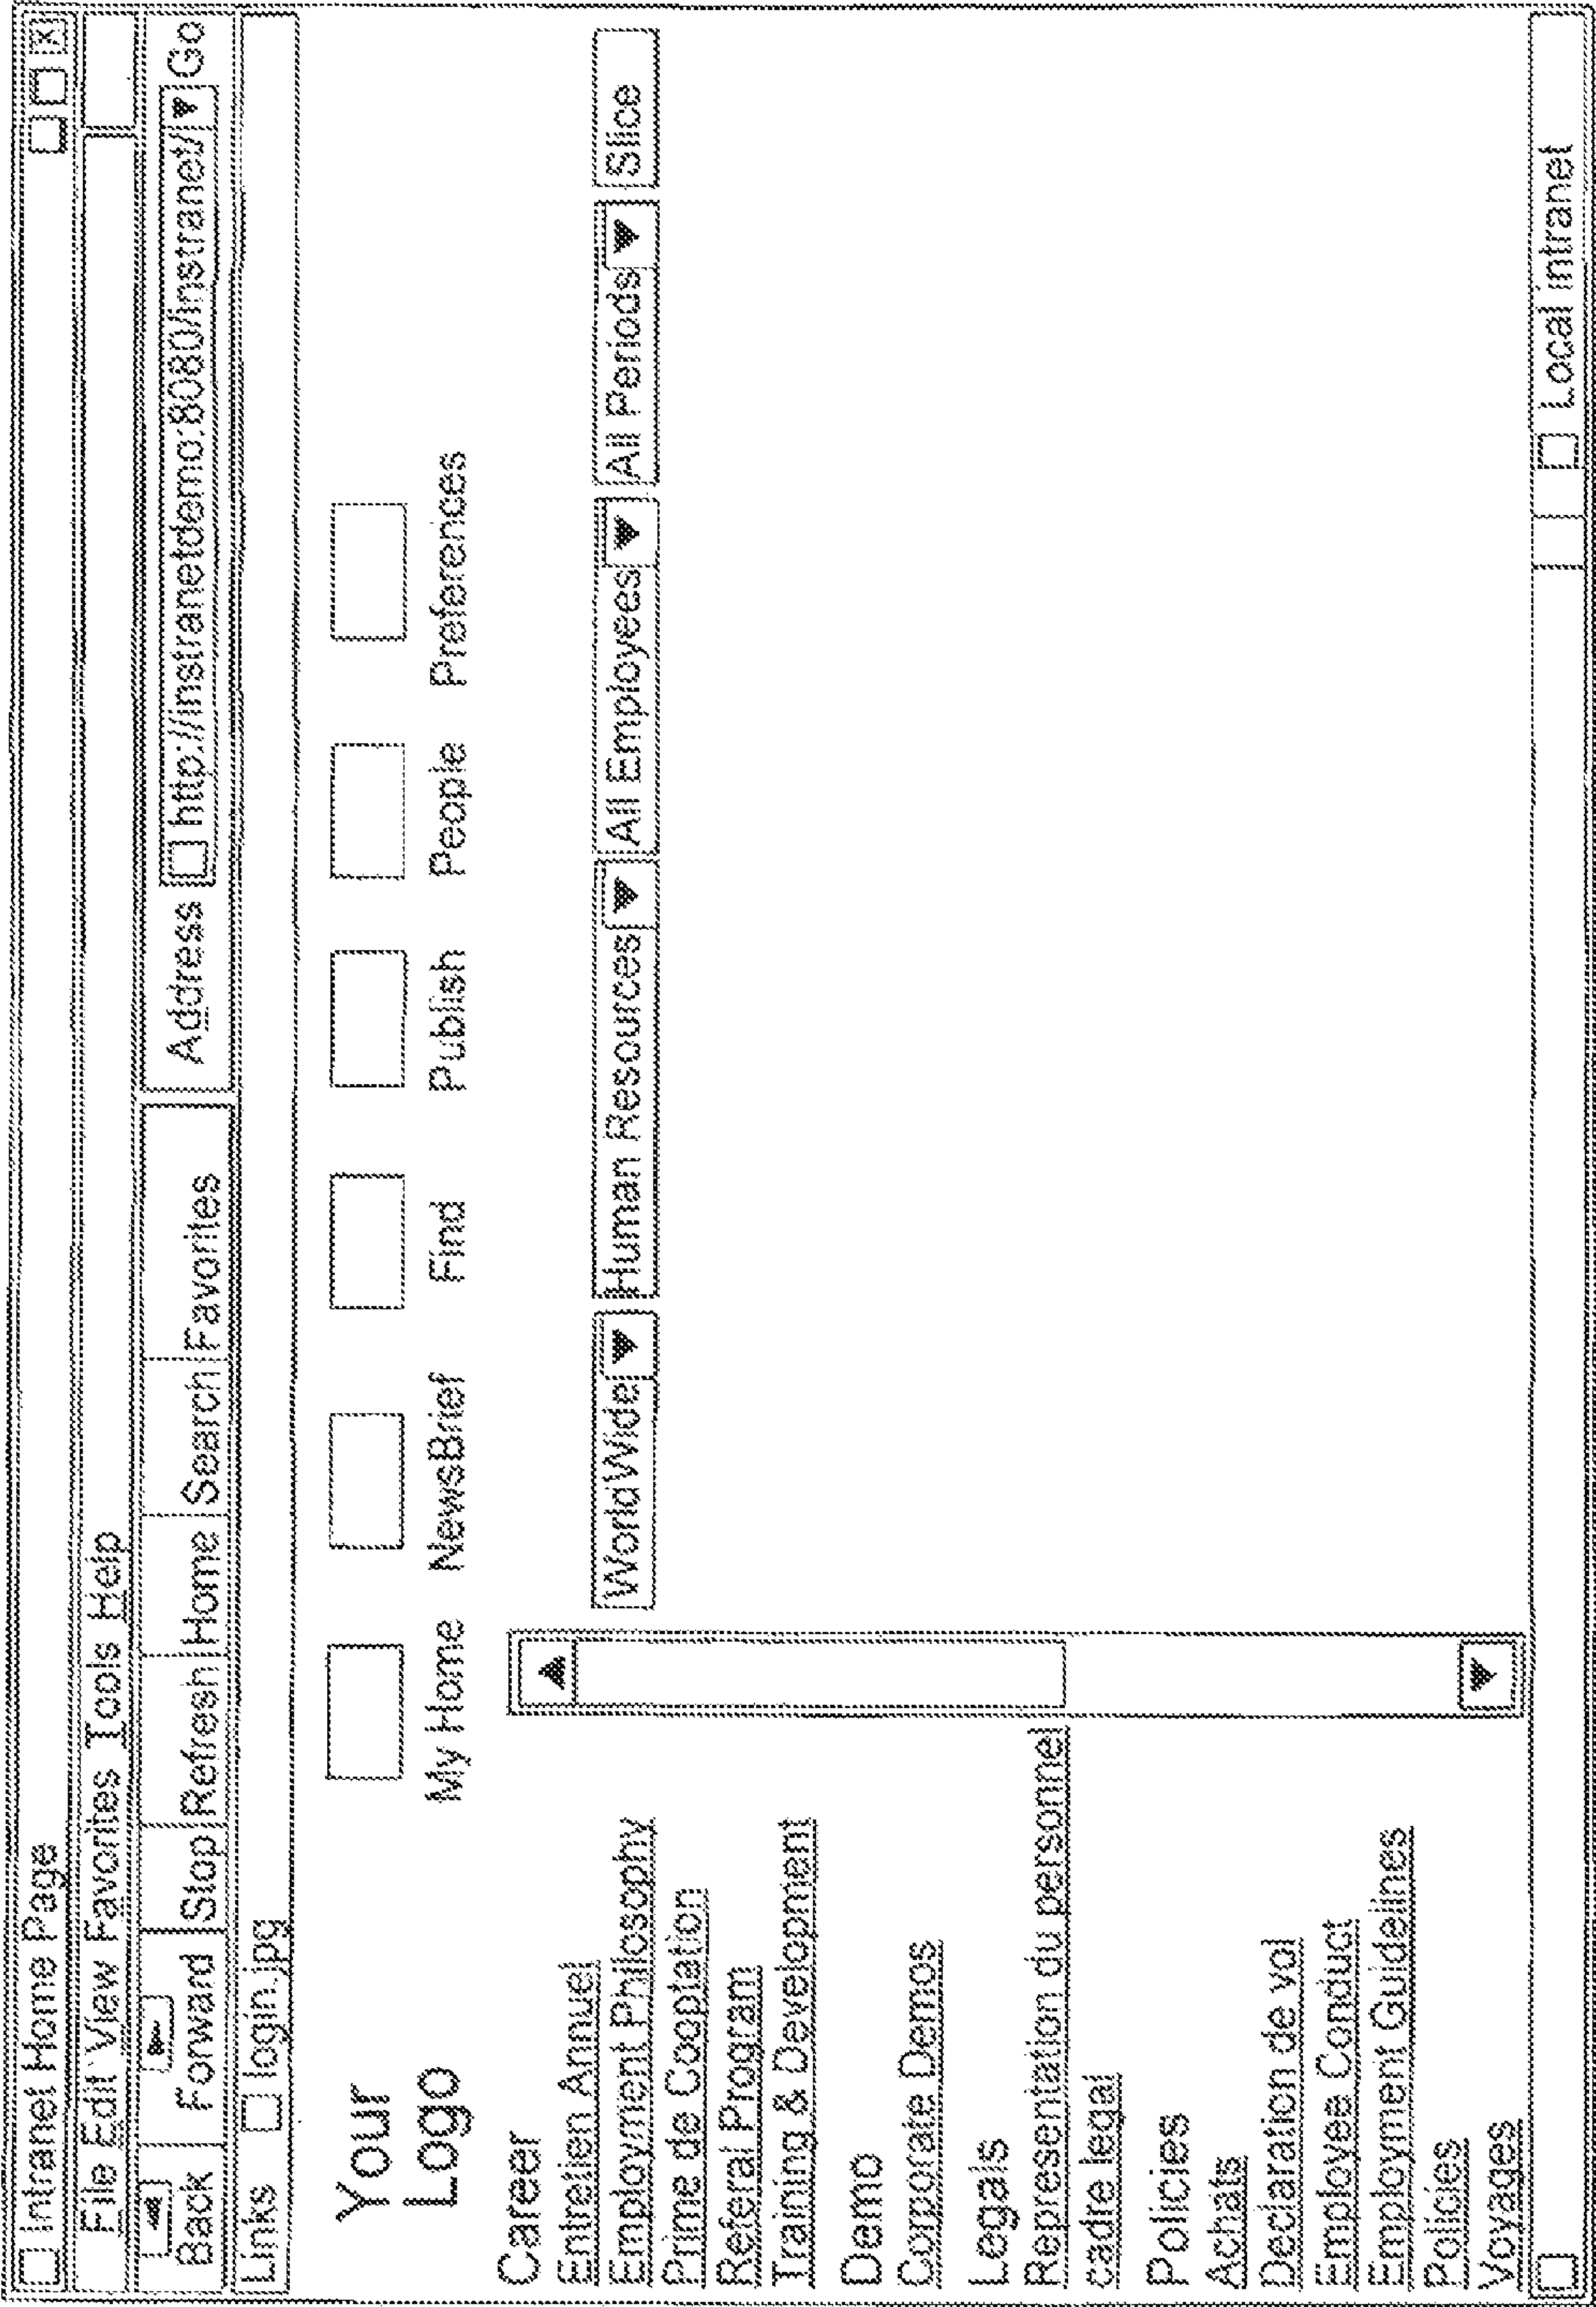 Intranet Home Page X
File Edit View Favorites Tools Help
Back Forward Stop Refresh Home Search Favorites Address http://instranetdemo:8080/instranet/ Go
Links login.jpg
Your
Logo
My Home NewsBrief Find Publish People Preferences
Career
Entretien Annuel
WorldWide Human Resources All Employees All Periods Slice
Employment Philosophy
Prime de Cooptation
Referal Program
Training & Development
Demo
Corporate Demos
Legals
Representation du personnel
cadre legal
Policies
Achats
Declaration de vol
Employee Conduct
Employment Guidelines
Policies
Voyages
Local intranet